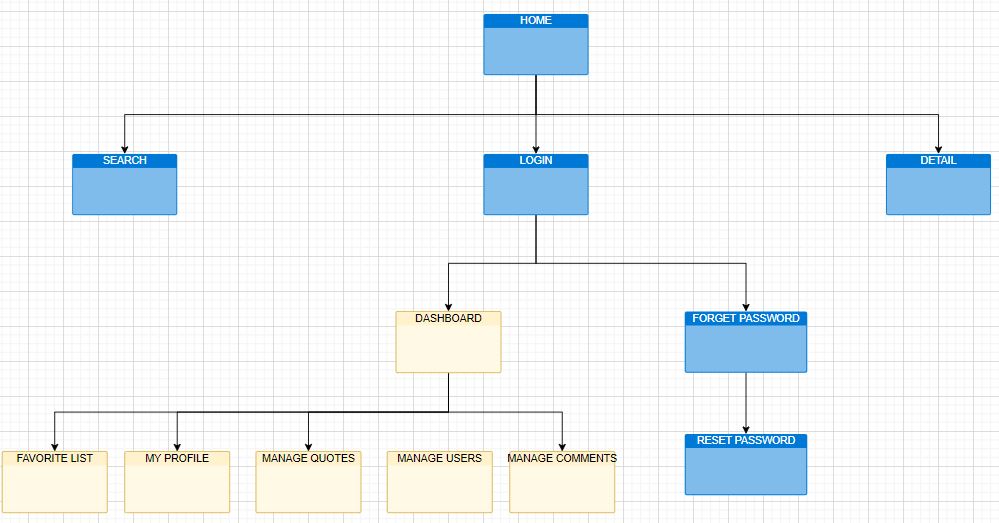 HOME
SEARCH
LOGIN
DETAIL
DASHBOARD
FORGET PASSWORD
RESET PASSWORD
FAVORITE LIST
MY PROFILE
MANAGE QUOTES
MANAGE USERS
MANAGE COMMENTS